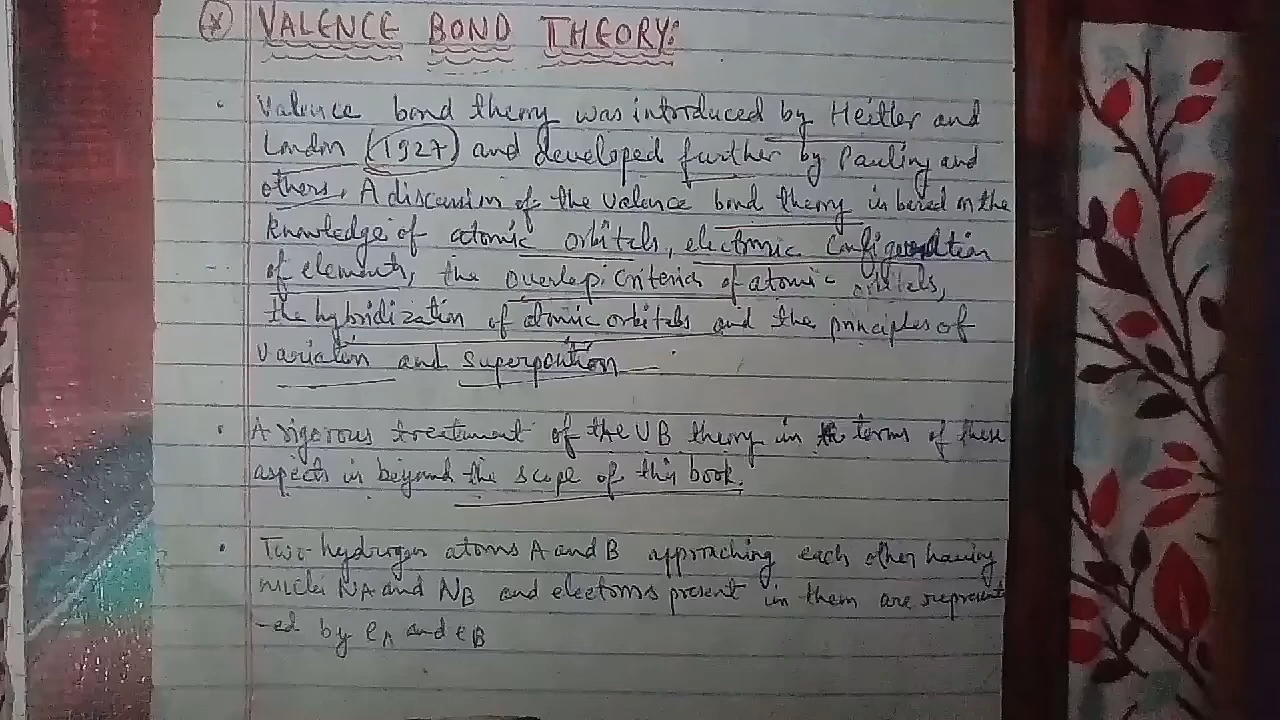 VALENCE BOND THEORY:
• Valence bond theory was introduced by Heitler and
London (1927) and developed further by Pauling and
others. A discussion of the valence bond theory is based on the
knowledge of atomic orbitals, electronic configuration
of elements, the overlap criteria of atomic orbitals,
the hybridization of atomic orbitals and the principles of
variation and superposition
• A rigorous treatment of the VB theory in terms of these
aspects is beyond the scope of this book.
• Two hydrogen atoms A and B approaching each other having
nuclei NA and NB and electrons present in them are represent
-ed by eA and eB